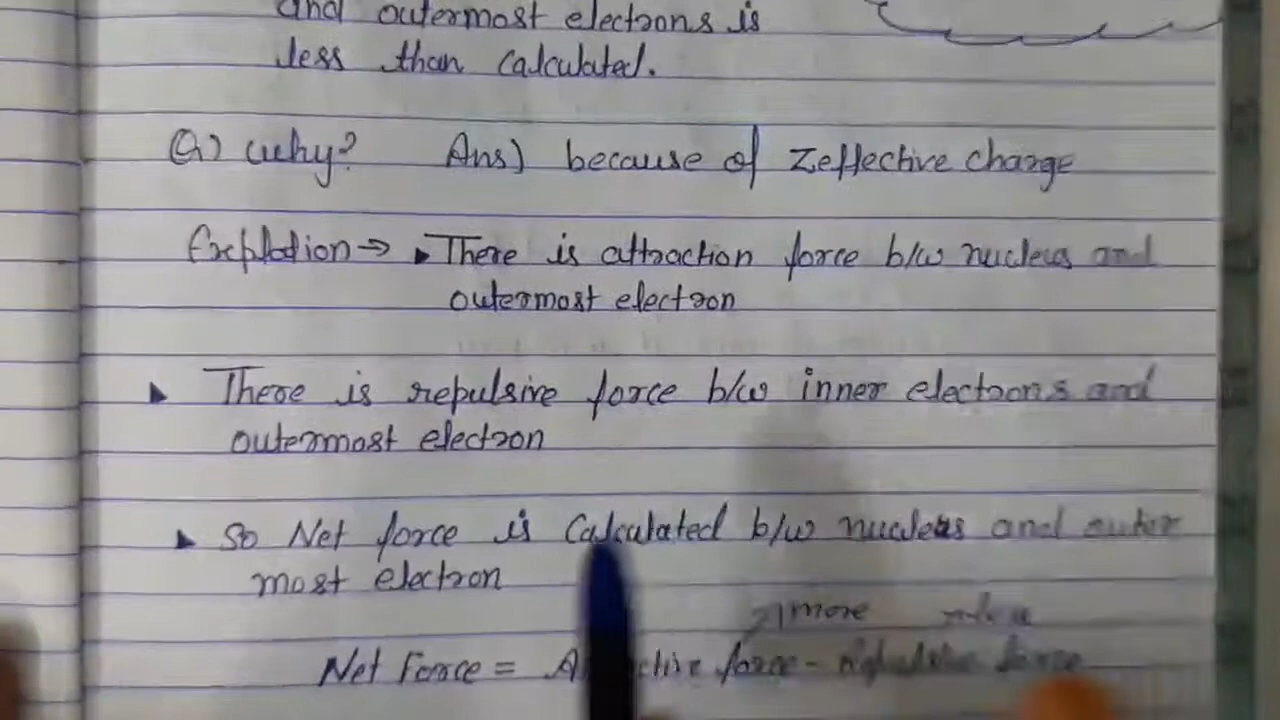 and outermost electrons is
less than calculated.
Q) why? Ans) because of Zeffective charge
Explation → ▸ There is attraction force b/w nucleus and
outermost electron
▸ There is repulsive force b/w inner electrons and
outermost electron
▸ So Net force is Calculated b/w nucleus and outer
most electron
more
Net Force = force - force